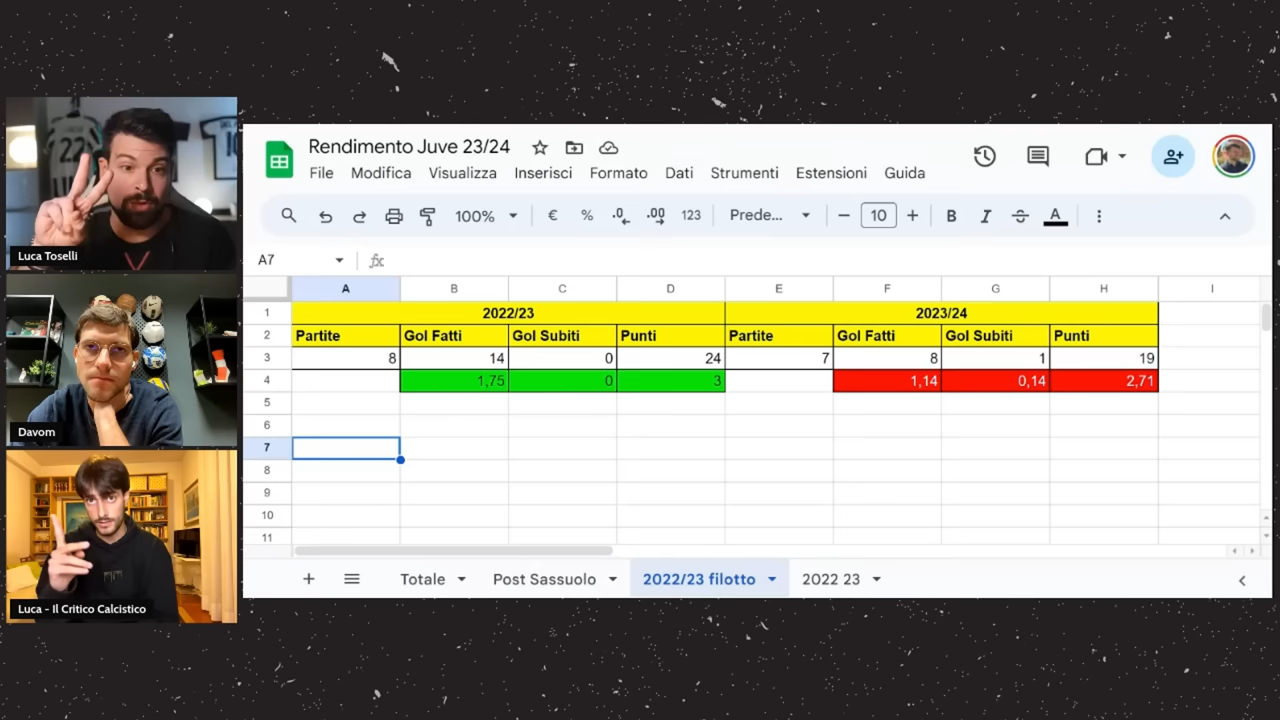 Luca Toselli
Davom
Luca - Il Critico Calcistico
Rendimento Juve 23/24
File Modifica Visualizza Inserisci Formato Dati Strumenti Estensioni Guida
100% € % .0 .00 123 Prede... 10 B I S A
A7 fx
A B C D E F G H I
1 2022/23 2023/24
2 Partite Gol Fatti Gol Subiti Punti Partite Gol Fatti Gol Subiti Punti
3 8 14 0 24 7 8 1 19
4 1,75 0 3 1,14 0,14 2,71
5
6
7
8
9
10
11
Totale Post Sassuolo 2022/23 filotto 2022 23